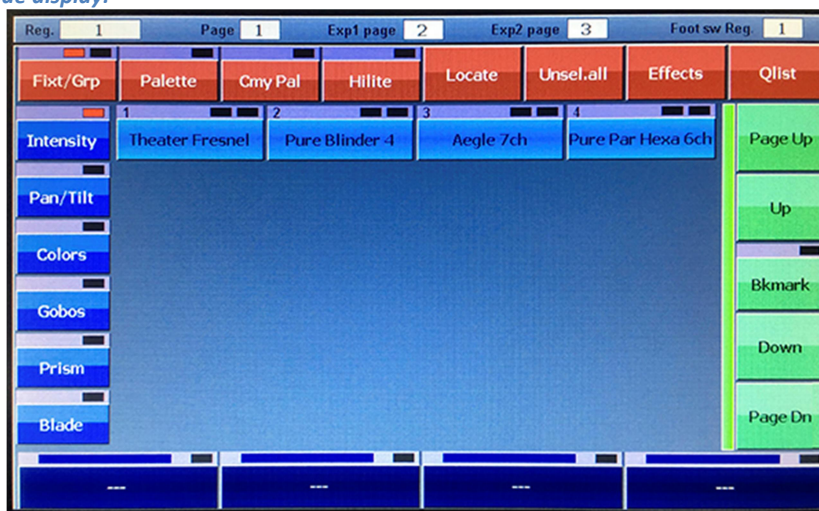 de display.
Reg. 1 Page 1 Exp1 page 2 Exp2 page 3 Foot sw Reg. 1
Fixt/Grp Palette Cmy Pal Hilite Locate Unsel.all Effects Qlist
1 2 3 4
Intensity Theater Fresnel Pure Blinder 4 Aegle 7ch Pure Par Hexa 6ch Page Up
Pan/Tilt Up
Colors
Gobos Bkmark
Prism Down
Blade Page Dn
--- --- --- ---